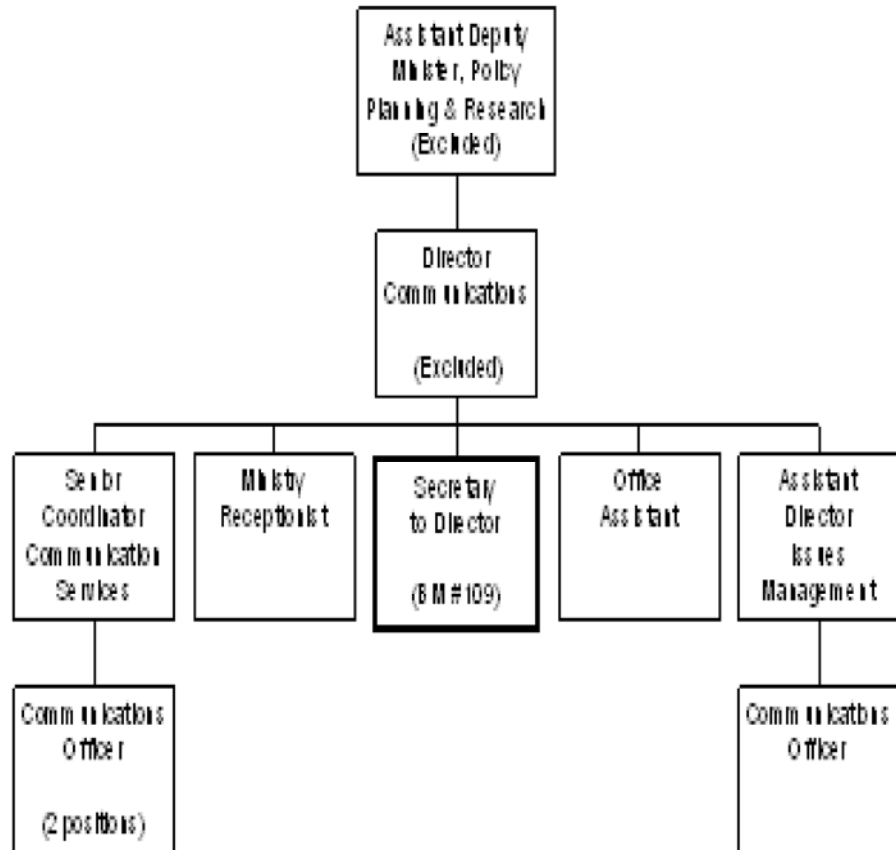 Assistant Deputy
Minister, Policy
Planning & Research
(Excluded)
Director
Communications
(Excluded)
Senior
Coordinator
Communication
Services
Ministry
Receptionist
Secretary
to Director
(BM #109)
Office
Assistant
Assistant
Director
Issues
Management
Communications
Officer
(2 positions)
Communications
Officer